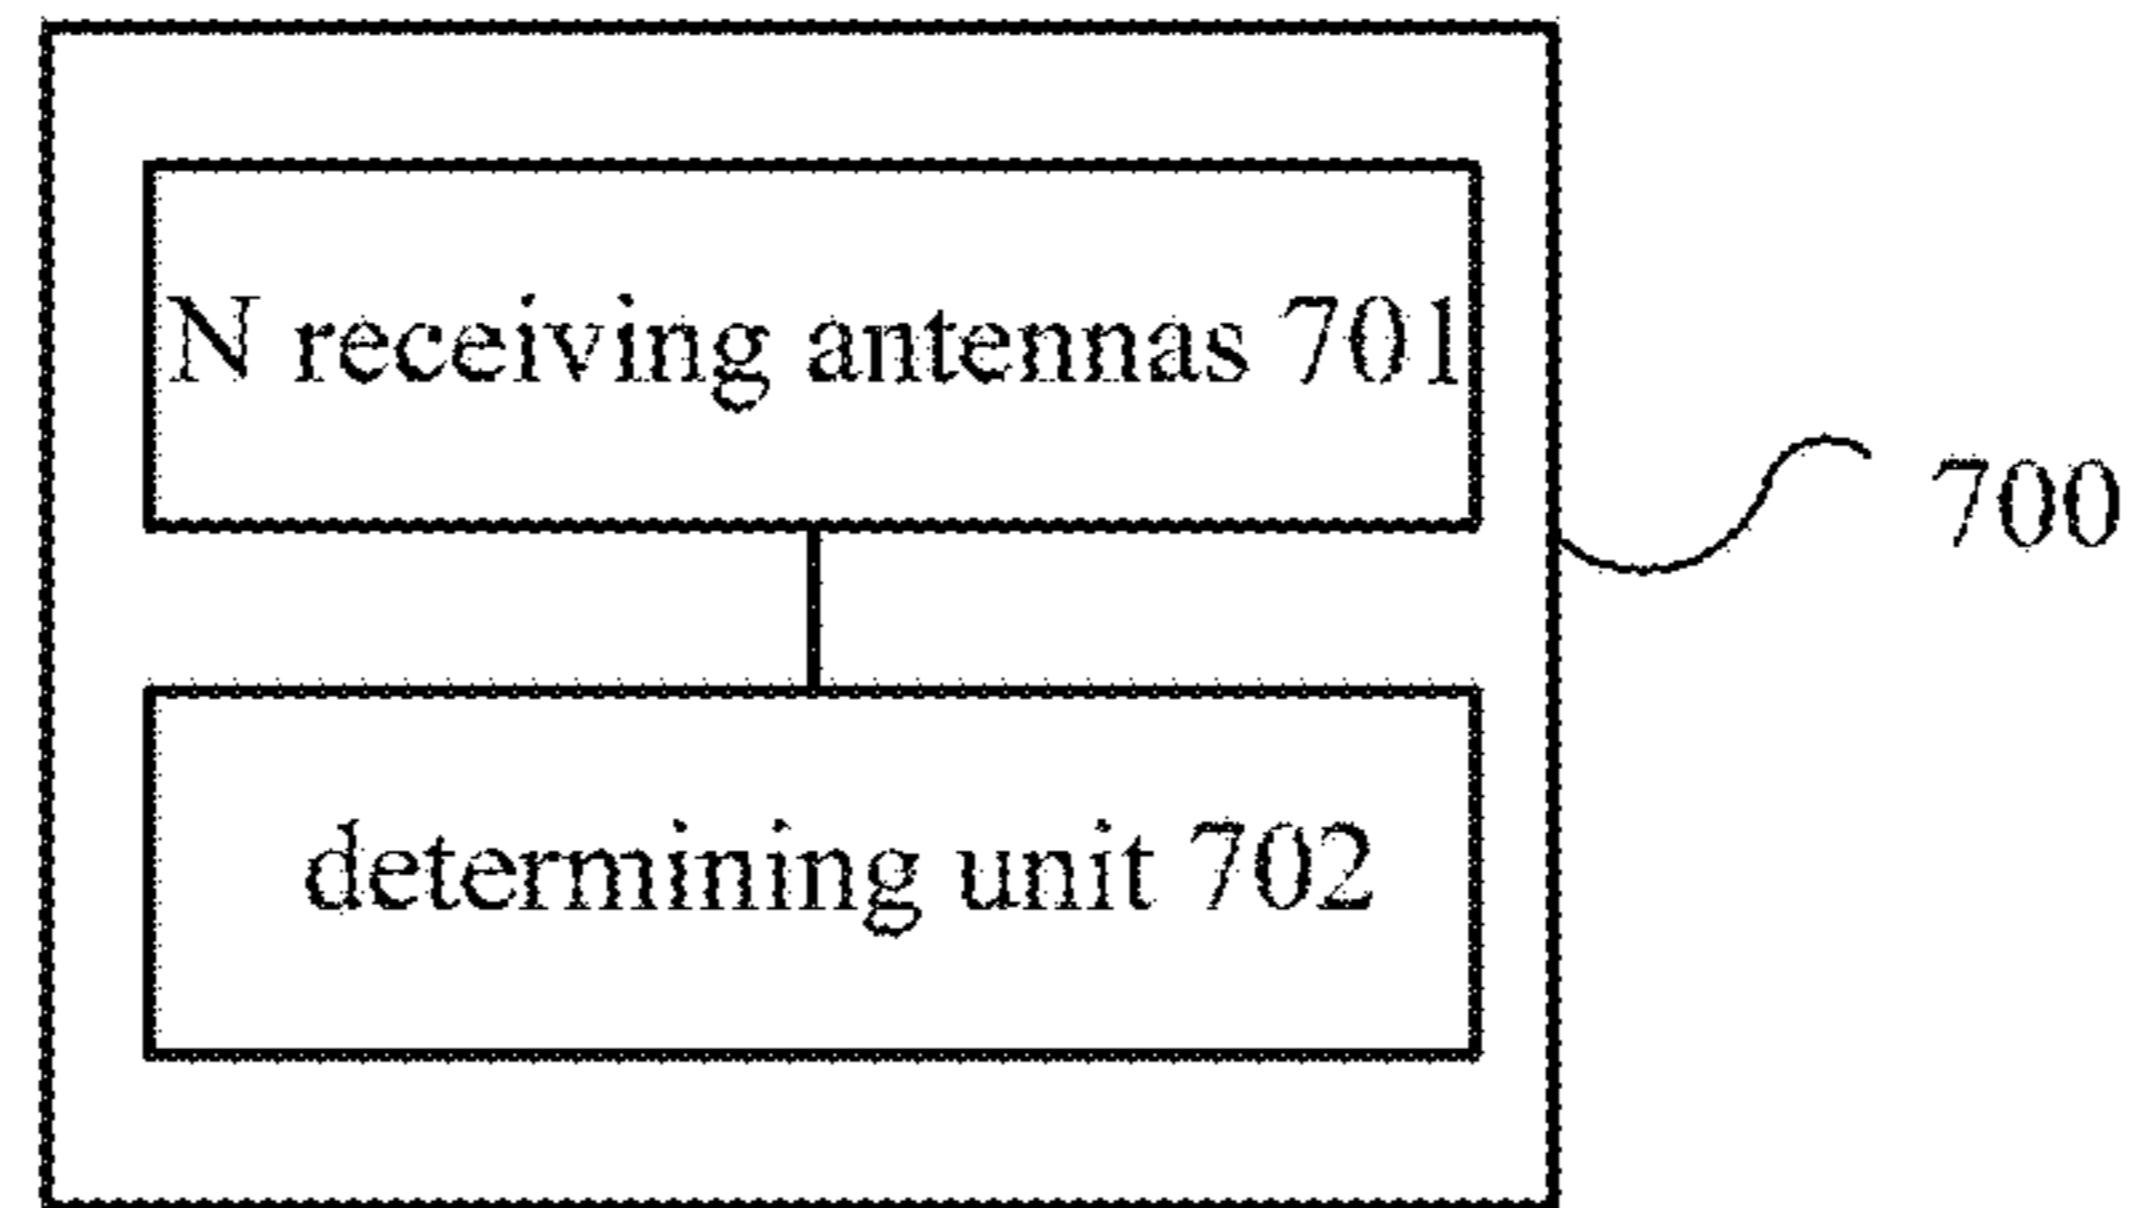 N receiving antennas 701
700
determining unit 702